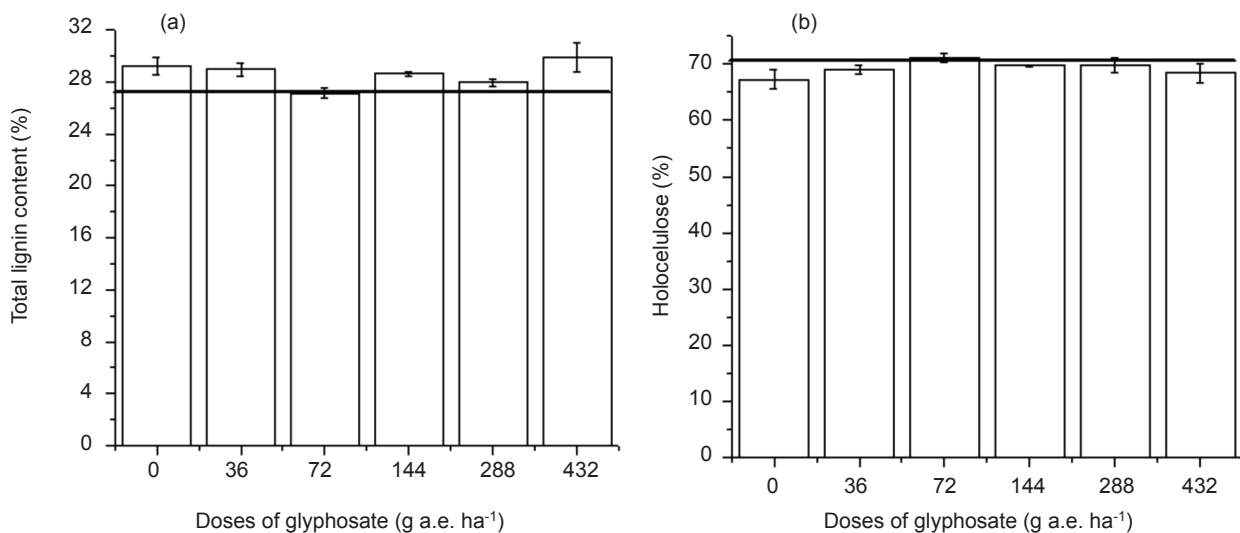 (a)
Total lignin content (%)
32
28
24
20
16
12
8
4
0
0 36 72 144 288 432
Doses of glyphosate (g a.e. ha⁻¹)
(b)
Holocelulose (%)
70
60
50
40
30
20
10
0
0 36 72 144 288 432
Doses of glyphosate (g a.e. ha⁻¹)